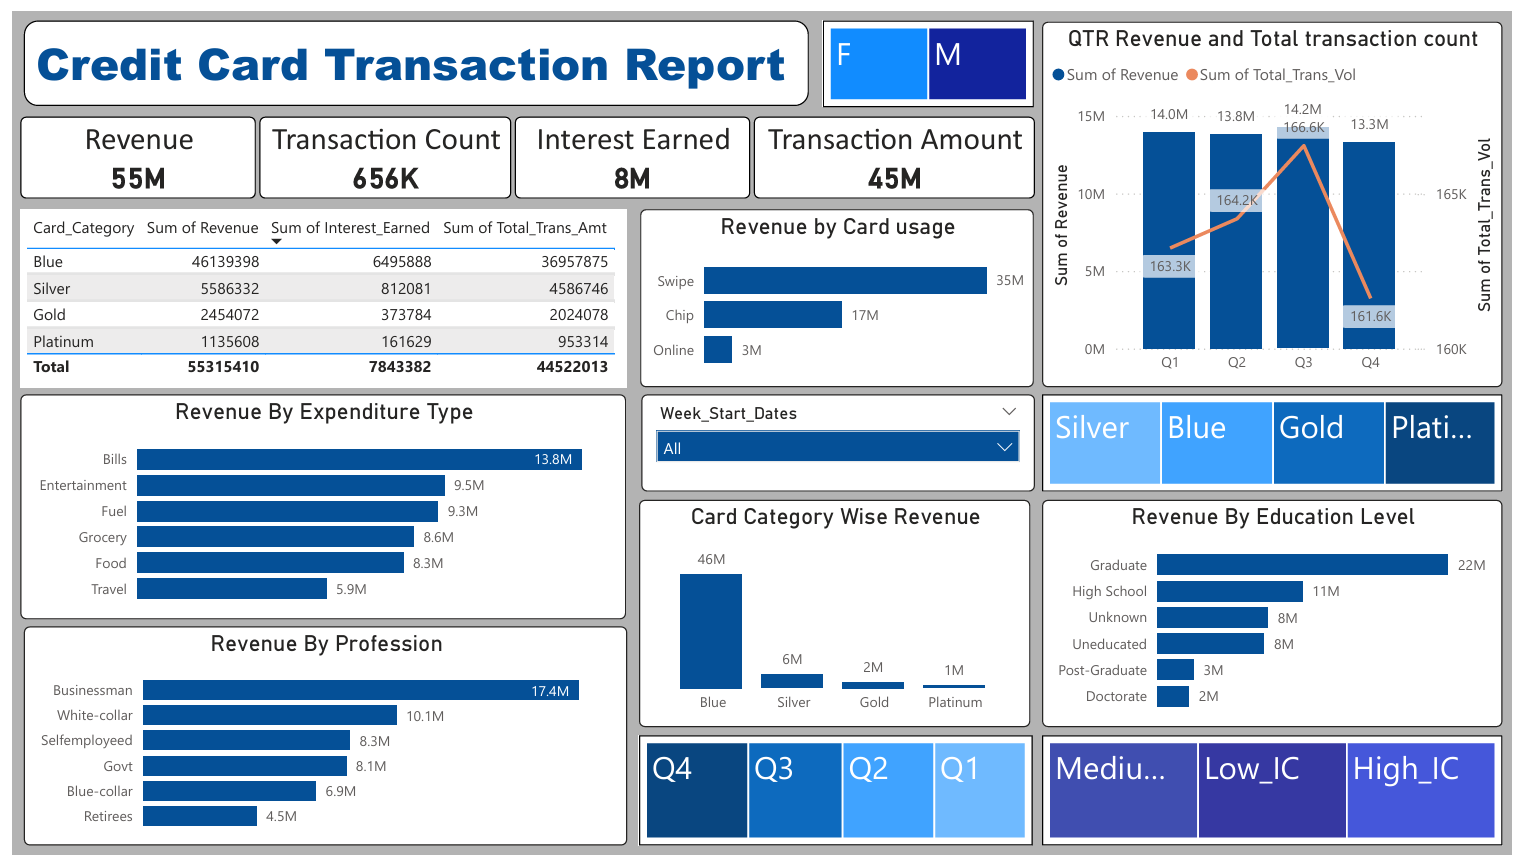 Credit Card Transaction Report
F
M
Revenue
55M
Transaction Count
656K
Interest Earned
8M
Transaction Amount
45M
QTR Revenue and Total transaction count
Sum of Revenue Sum of Total_Trans_Vol
Sum of Revenue
15M
10M
5M
0M
14.0M
13.8M
14.2M
13.3M
163.3K
164.2K
166.6K
161.6K
Q1 Q2 Q3 Q4
165K
160K
Sum of Total_Trans_Vol
Card_Category Sum of Revenue Sum of Interest_Earned Sum of Total_Trans_Amt
Blue 46139398 6495888 36957875
Silver 5586332 812081 4586746
Gold 2454072 373784 2024078
Platinum 1135608 161629 953314
Total 55315410 7843382 44522013
Revenue by Card usage
Swipe 35M
Chip 17M
Online 3M
Revenue By Expenditure Type
Bills 13.8M
Entertainment 9.5M
Fuel 9.3M
Grocery 8.6M
Food 8.3M
Travel 5.9M
Week_Start_Dates
All
Silver
Blue
Gold
Plati...
Card Category Wise Revenue
46M
6M
2M
1M
Blue Silver Gold Platinum
Revenue By Education Level
Graduate 22M
High School 11M
Unknown 8M
Uneducated 8M
Post-Graduate 3M
Doctorate 2M
Revenue By Profession
Businessman 17.4M
White-collar 10.1M
Selfemployeed 8.3M
Govt 8.1M
Blue-collar 6.9M
Retirees 4.5M
Q4
Q3
Q2
Q1
Mediu...
Low_IC
High_IC